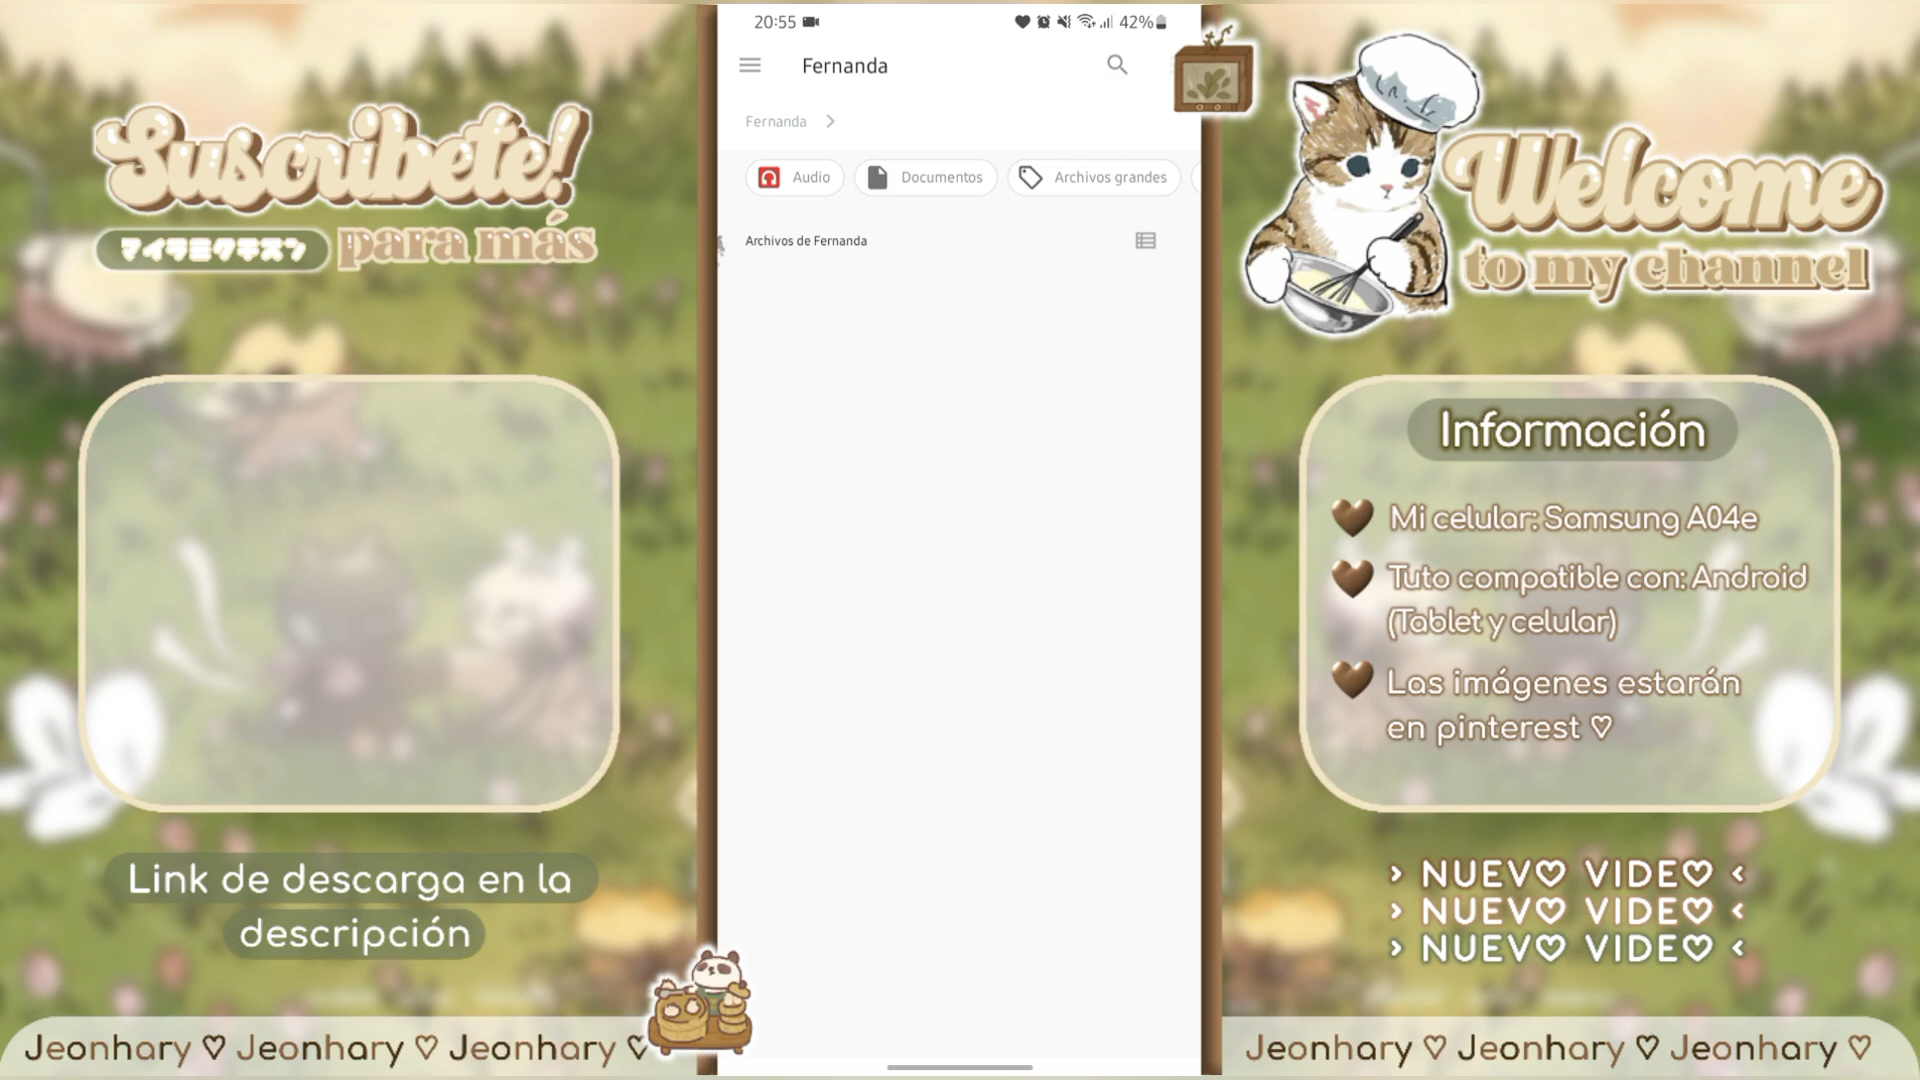 Suscribete!
マイラミクチズン para más
Link de descarga en la
descripción
Jeonhary ♡ Jeonhary ♡ Jeonhary ♡
20:55
42%
Fernanda
Fernanda >
Audio
Documentos
Archivos grandes
Archivos de Fernanda
Welcome
to my channel
Información
Mi celular: Samsung A04e
Tuto compatible con: Android
(Tablet y celular)
Las imágenes estarán
en pinterest ♡
> NUEV♡ VIDE♡ <
> NUEV♡ VIDE♡ <
> NUEV♡ VIDE♡ <
Jeonhary ♡ Jeonhary ♡ Jeonhary ♡